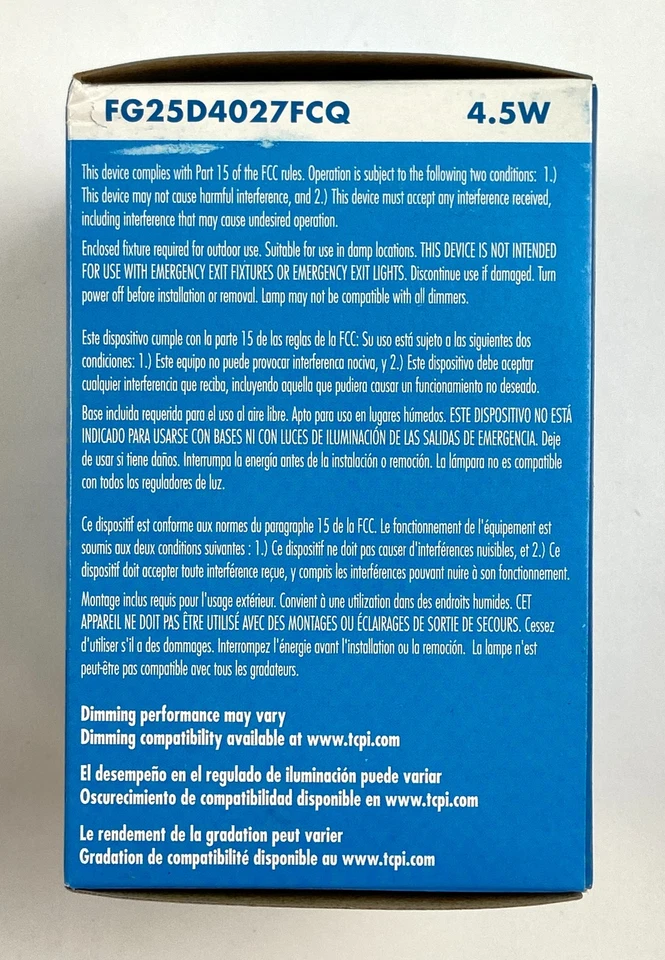 FG25D4027FCQ 4.5W
This device complies with Part 15 of the FCC rules. Operation is subject to the following two conditions: 1.)
This device may not cause harmful interference, and 2.) This device must accept any interference received,
including interference that may cause undesired operation.
Enclosed fixture required for outdoor use. Suitable for use in damp locations. THIS DEVICE IS NOT INTENDED
FOR USE WITH EMERGENCY EXIT FIXTURES OR EMERGENCY EXIT LIGHTS. Discontinue use if damaged. Turn
power off before installation or removal. Lamp may not be compatible with all dimmers.
Este dispositivo cumple con la parte 15 de las reglas de la FCC: Su uso está sujeto a las siguientes dos
condiciones: 1.) Este equipo no puede provocar interferenca nociva, y 2.) Este dispositivo debe aceptar
cualquier interferencia que reciba, incluyendo aquella que pudiera causar un funcionamiento no deseado.
Base incluida requerida para el uso al aire libre. Apto para uso en lugares húmedos. ESTE DISPOSITIVO NO ESTÁ
INDICADO PARA USARSE CON BASES NI CON LUCES DE ILUMINACIÓN DE LAS SALIDAS DE EMERGENCIA. Deje
de usar si tiene daños. Interrumpa la energía antes de la instalación o remoción. La lámpara no es compatible
con todos los reguladores de luz.
Ce dispositif est conforme aux normes du paragraphe 15 de la FCC. Le fonctionnement de l'équipement est
soumis aux deux conditions suivantes : 1.) Ce dispositif ne doit pas causer d'interférences nuisibles, et 2.) Ce
dispositif doit accepter toute interférence reçue, y compris les interférences pouvant nuire à son fonctionnement.
Montage inclus requis pour l'usage extérieur. Convient à une utilization dans des endroits humides. CET
APPAREIL NE DOIT PAS ÊTRE UTILISÉ AVEC DES MONTAGES OU ÉCLAIRAGES DE SORTIE DE SECOURS. Cessez
d'utiliser s'il a des dommages. Interrompez l'énergie avant l'installation ou la remoción. La lampe n'est
peut-être pas compatible avec tous les gradateurs.
Dimming performance may vary
Dimming compatibility available at www.tcpi.com
El desempeño en el regulado de iluminación puede variar
Oscurecimiento de compatibilidad disponible en www.tcpi.com
Le rendement de la gradation peut varier
Gradation de compatibilité disponible au www.tcpi.com